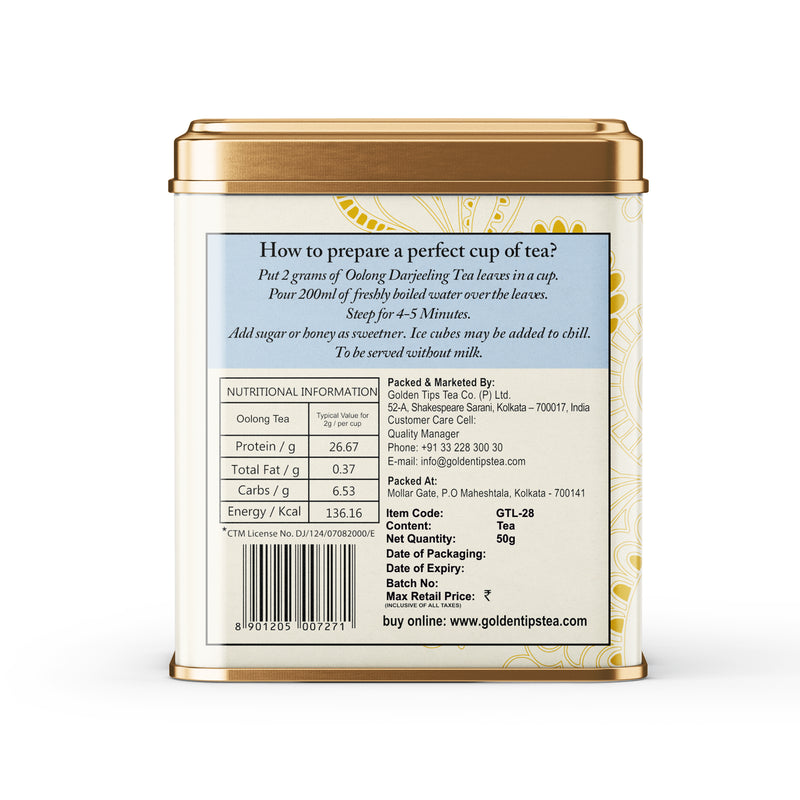 How to prepare a perfect cup of tea?
Put 2 grams of Oolong Darjeeling Tea leaves in a cup.
Pour 200ml of freshly boiled water over the leaves.
Steep for 4-5 Minutes.
Add sugar or honey as sweetner. Ice cubes may be added to chill.
To be served without milk.
NUTRITIONAL INFORMATION
Oolong Tea
Typical Value for
2g / per cup
Protein / g 26.67
Total Fat / g 0.37
Carbs / g 6.53
Energy / Kcal 136.16
*CTM License No. DJ/124/07082000/E
8 901205 007271
Packed & Marketed By:
Golden Tips Tea Co. (P) Ltd.
52-A, Shakespeare Sarani, Kolkata – 700017, India
Customer Care Cell:
Quality Manager
Phone: +91 33 228 300 30
E-mail: info@goldentipstea.com
Packed At:
Mollar Gate, P.O Maheshtala, Kolkata - 700141
Item Code: GTL-28
Content: Tea
Net Quantity: 50g
Date of Packaging:
Date of Expiry:
Batch No:
Max Retail Price: ₹
(INCLUSIVE OF ALL TAXES)
buy online: www.goldentipstea.com